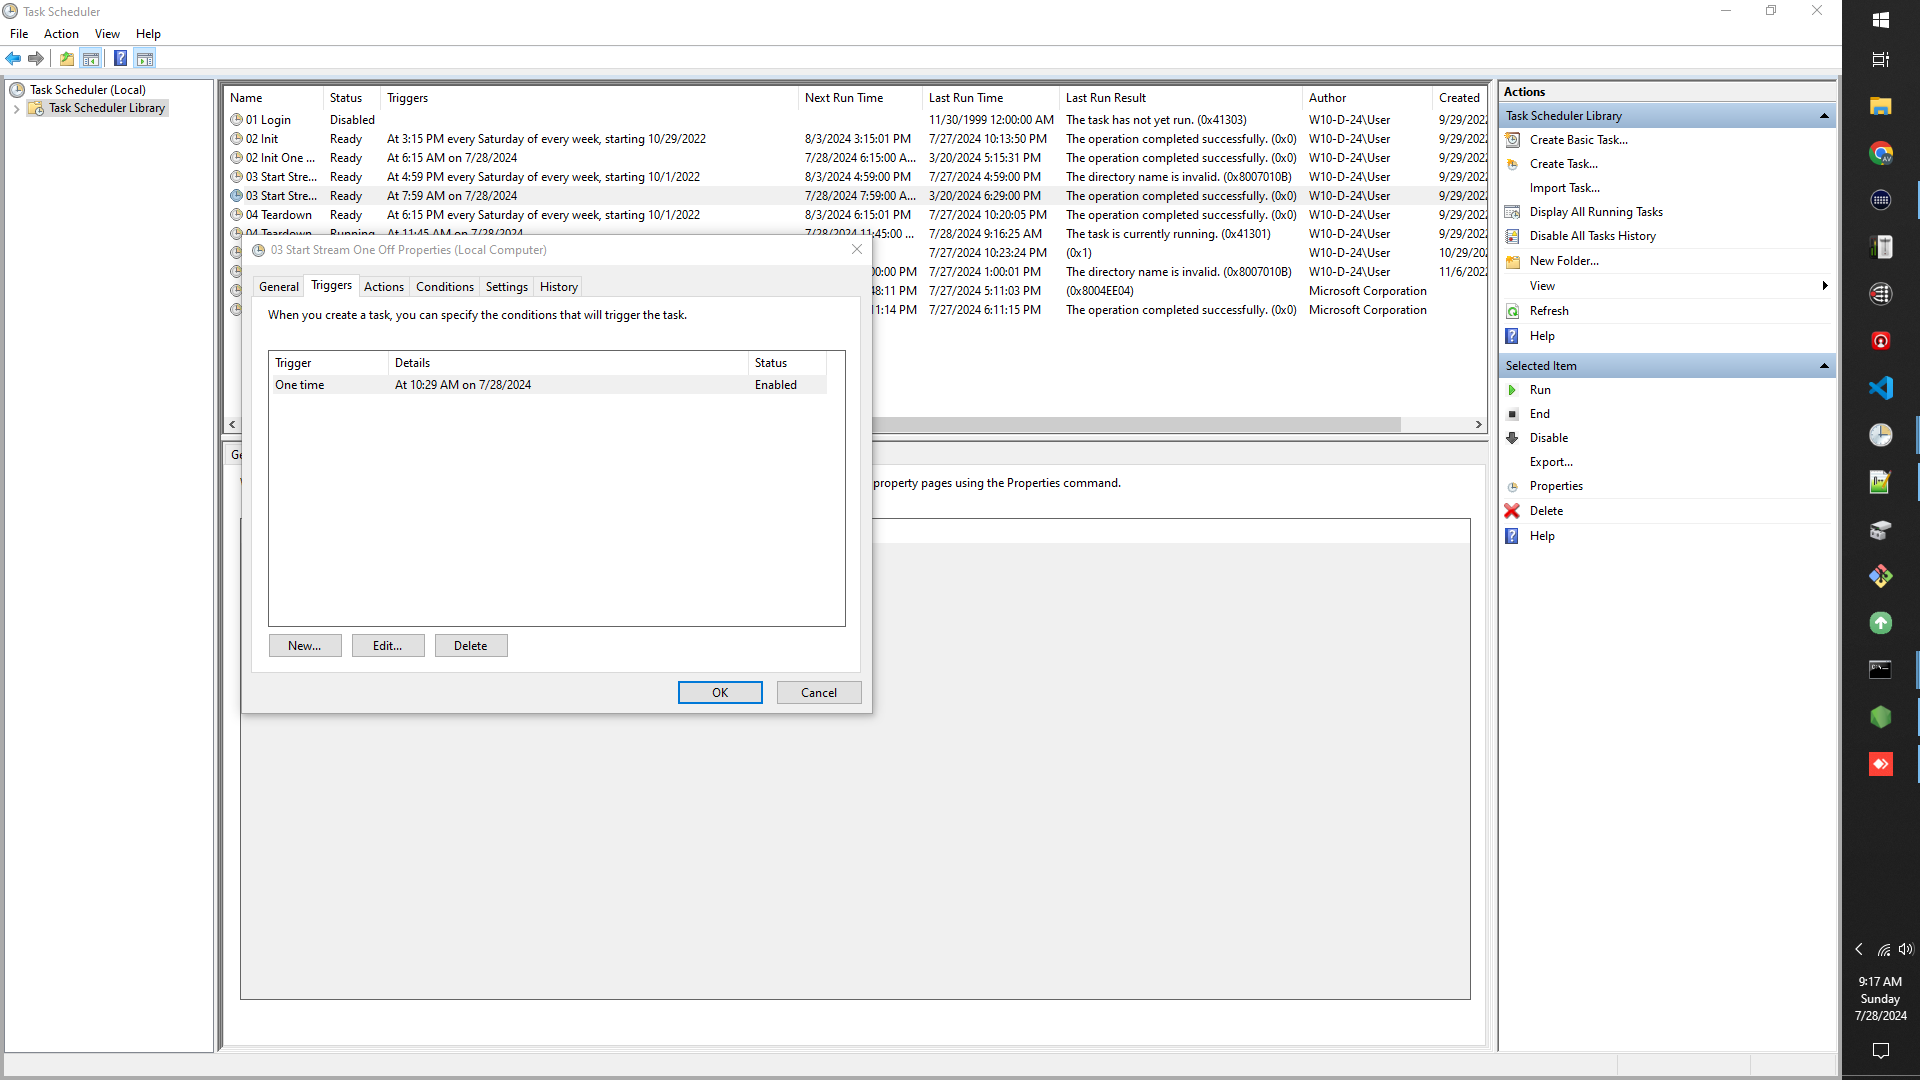 Task Scheduler
File Action View Help
Task Scheduler (Local)
Task Scheduler Library
Name Status Triggers Next Run Time Last Run Time Last Run Result Author Created
01 Login Disabled 11/30/1999 12:00:00 AM The task has not yet run. (0x41303) W10-D-24\User 9/29/2022
02 Init Ready At 3:15 PM every Saturday of every week, starting 10/29/2022 8/3/2024 3:15:01 PM 7/27/2024 10:13:50 PM The operation completed successfully. (0x0) W10-D-24\User 9/29/2022
02 Init One ... Ready At 6:15 AM on 7/28/2024 7/28/2024 6:15:00 A... 3/20/2024 5:15:31 PM The operation completed successfully. (0x0) W10-D-24\User 9/29/2022
03 Start Stre... Ready At 4:59 PM every Saturday of every week, starting 10/1/2022 8/3/2024 4:59:00 PM 7/27/2024 4:59:00 PM The directory name is invalid. (0x8007010B) W10-D-24\User 9/29/2022
03 Start Stre... Ready At 7:59 AM on 7/28/2024 7/28/2024 7:59:00 A... 3/20/2024 6:29:00 PM The operation completed successfully. (0x0) W10-D-24\User 9/29/2022
04 Teardown Ready At 6:15 PM every Saturday of every week, starting 10/1/2022 8/3/2024 6:15:01 PM 7/27/2024 10:20:05 PM The operation completed successfully. (0x0) W10-D-24\User 9/29/2022
04 Teardown Running At 11:45 AM on 7/28/2024 7/28/2024 11:45:00 ... 7/28/2024 9:16:25 AM The task is currently running. (0x41301) W10-D-24\User 9/29/2022
7/27/2024 10:23:24 PM (0x1) W10-D-24\User 10/29/20
00:00 PM 7/27/2024 1:00:01 PM The directory name is invalid. (0x8007010B) W10-D-24\User 11/6/2022
48:11 PM 7/27/2024 5:11:03 PM (0x8004EE04) Microsoft Corporation
11:14 PM 7/27/2024 6:11:15 PM The operation completed successfully. (0x0) Microsoft Corporation
property pages using the Properties command.
03 Start Stream One Off Properties (Local Computer)
General Triggers Actions Conditions Settings History
When you create a task, you can specify the conditions that will trigger the task.
Trigger Details Status
One time At 10:29 AM on 7/28/2024 Enabled
New... Edit... Delete
OK Cancel
Actions
Task Scheduler Library
Create Basic Task...
Create Task...
Import Task...
Display All Running Tasks
Disable All Tasks History
New Folder...
View
Refresh
Help
Selected Item
Run
End
Disable
Export...
Properties
Delete
Help
9:17 AM
Sunday
7/28/2024